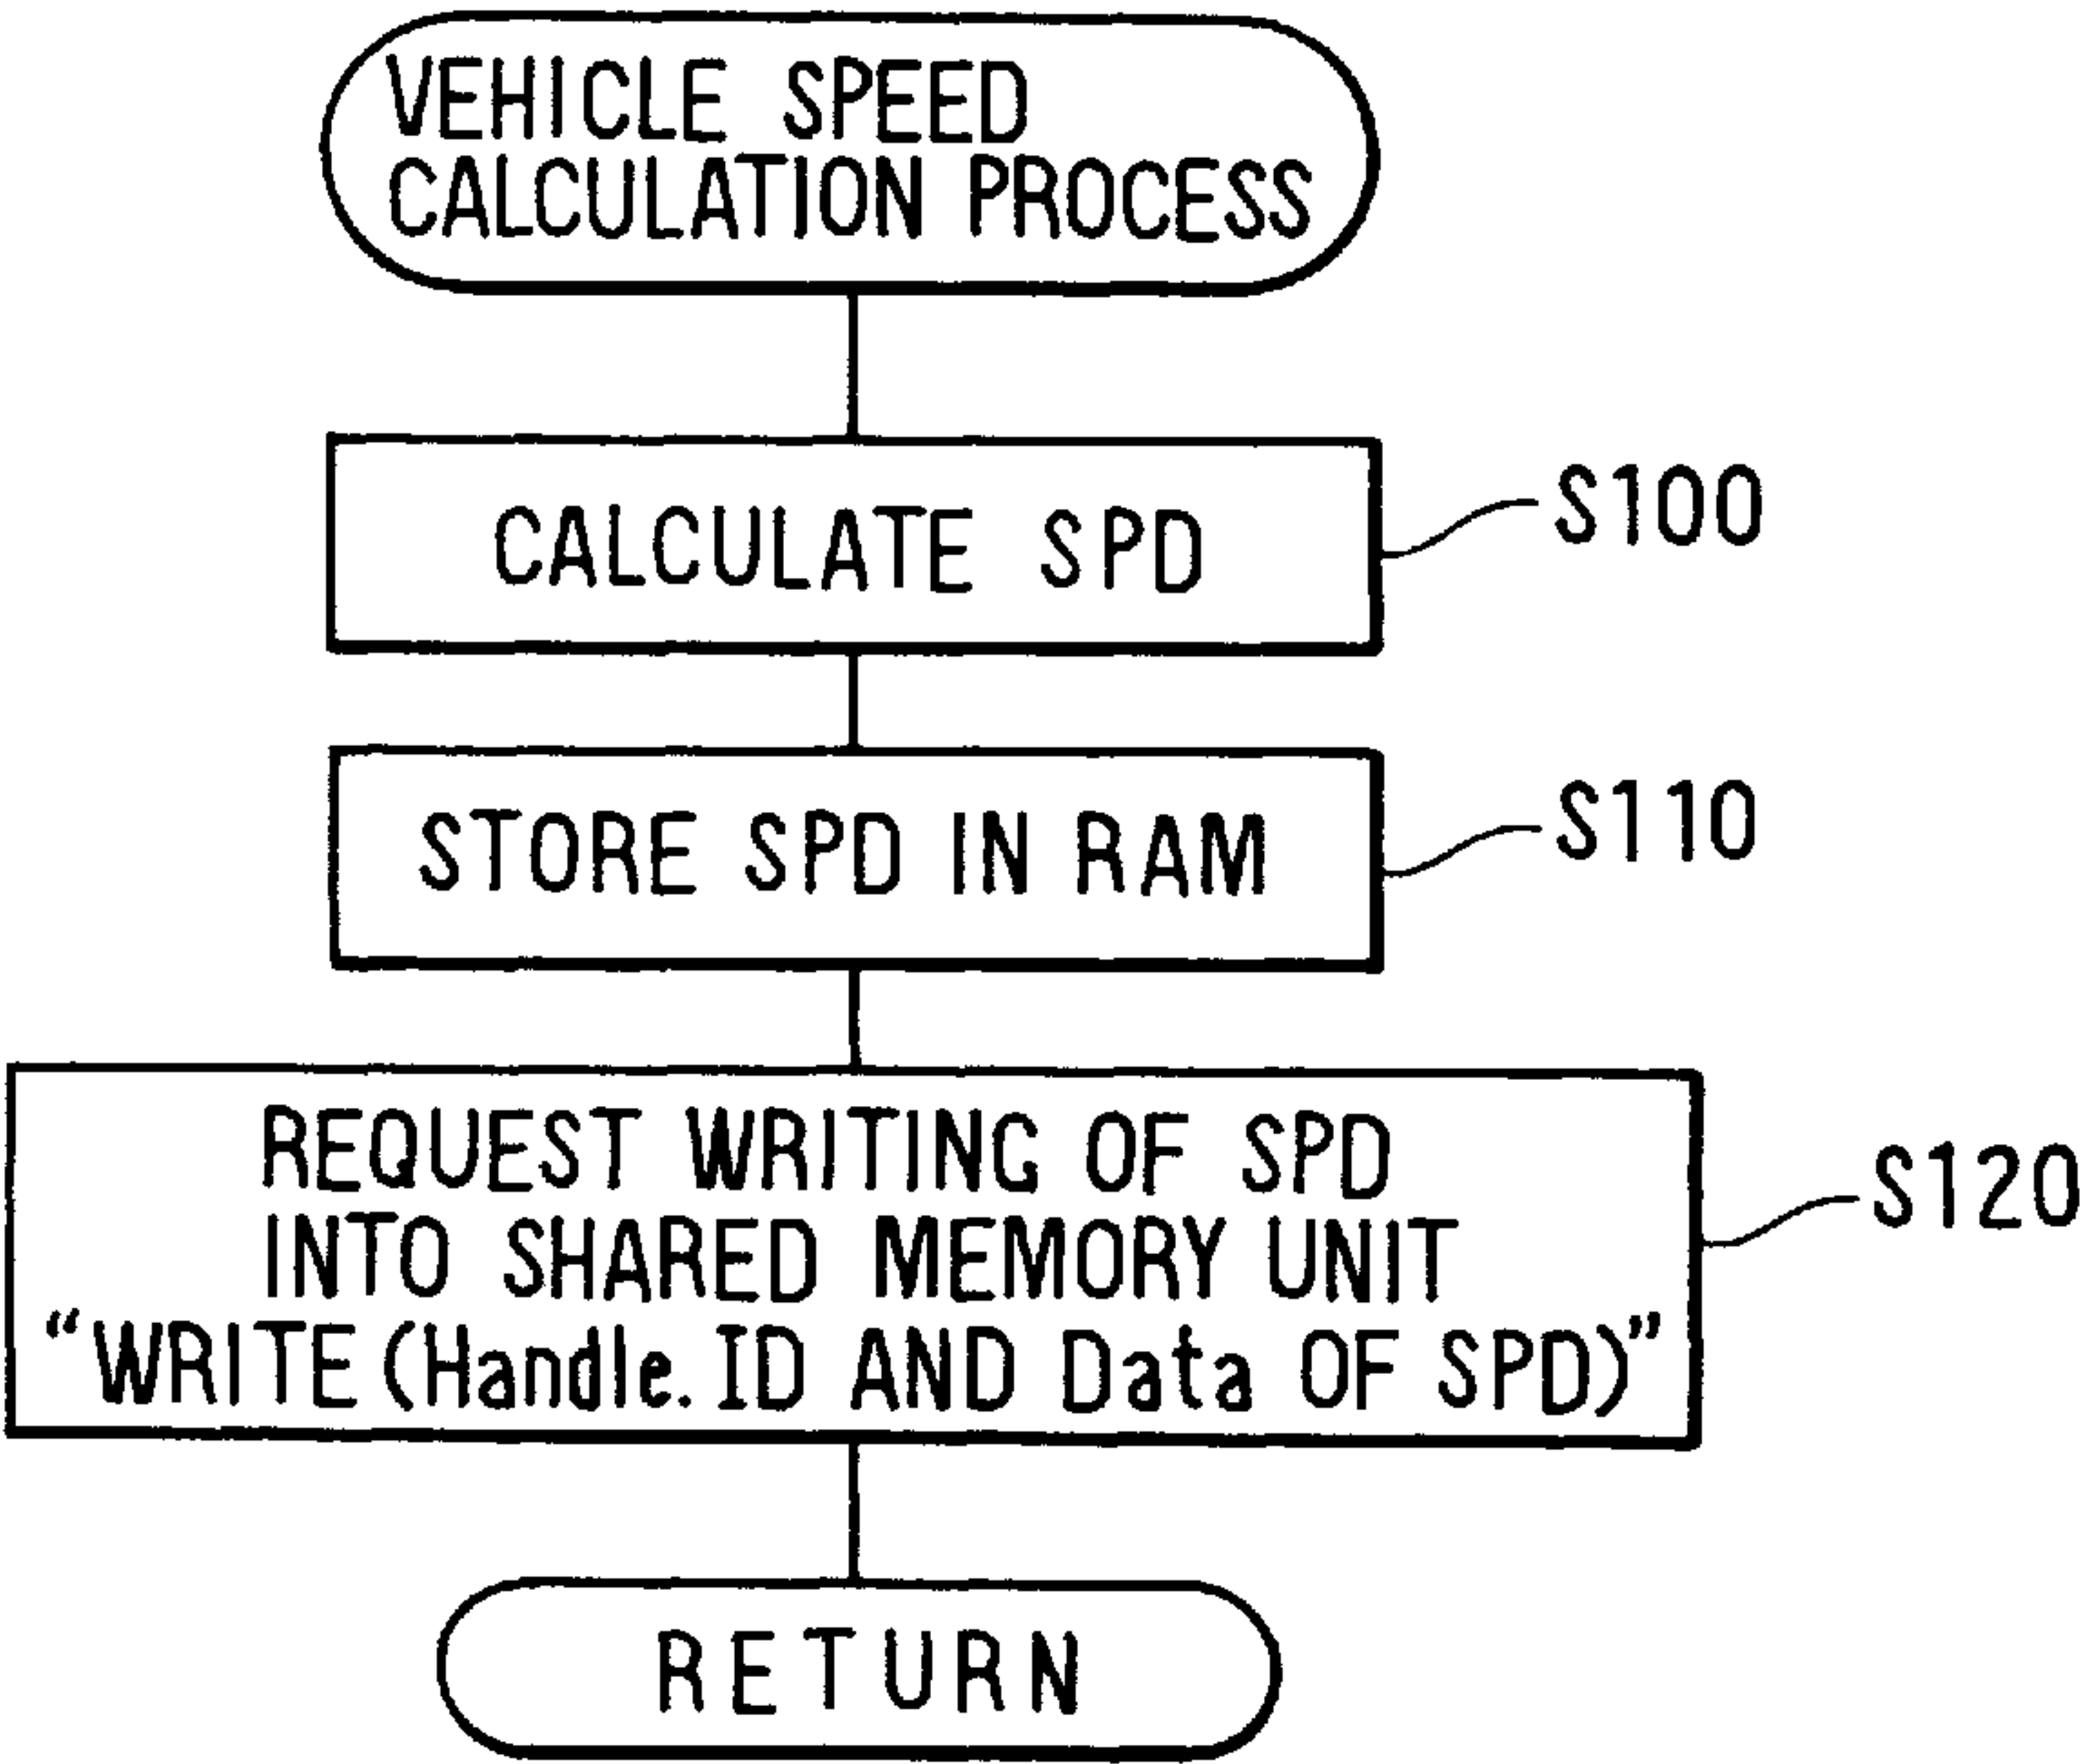 VEHICLE SPEED
CALCULATION PROCESS
CALCULATE SPD
S100
STORE SPD IN RAM
S110
REQUEST WRITING OF SPD
INTO SHARED MEMORY UNIT
“WRITE(Handle.ID AND Data OF SPD)”
S120
RETURN